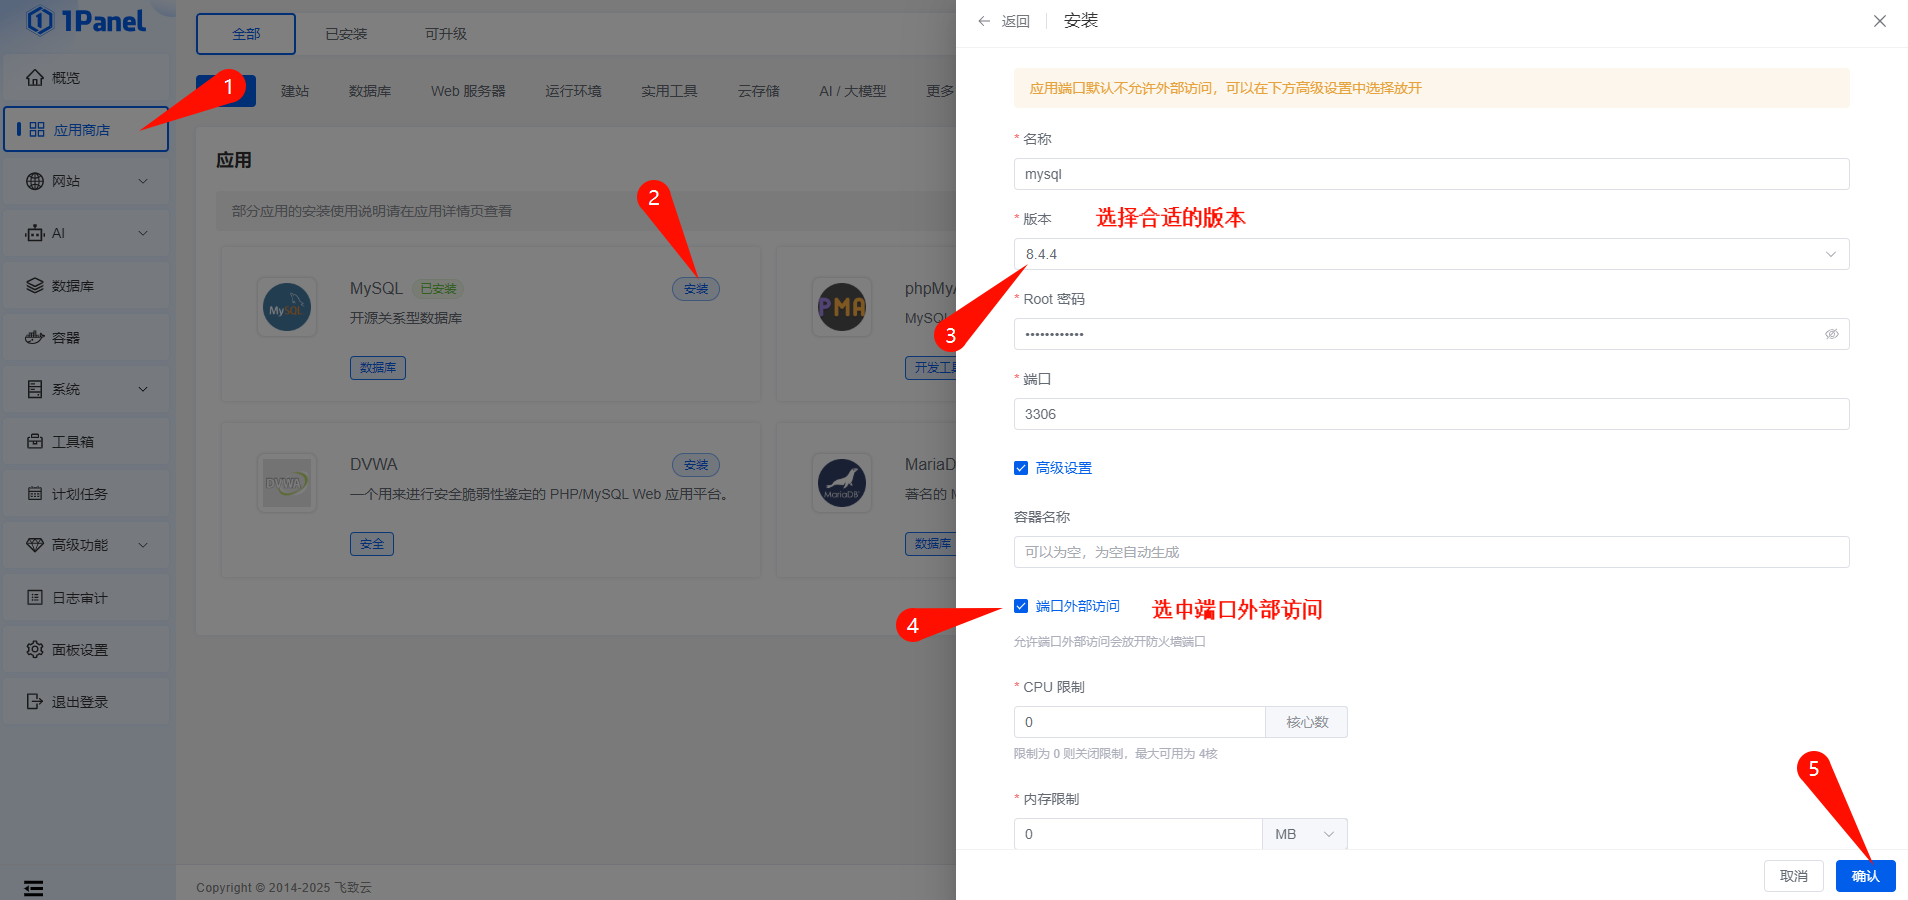 1Panel
概览
应用商店
网站
AI
数据库
容器
系统
工具箱
计划任务
高级功能
日志审计
面板设置
退出登录
1
全部
已安装
可升级
建站
数据库
Web 服务器
运行环境
实用工具
云存储
AI / 大模型
更多
应用
部分应用的安装使用说明请在应用详情页查看
2
MySQL
MySQL
已安装
安装
开源关系型数据库
数据库
PMA
phpMyA
MySQL
开发工具
DVWA
DVWA
安装
一个用来进行安全脆弱性鉴定的 PHP/MySQL Web 应用平台。
安全
MariaDB
MariaD
著名的 M
数据库
Copyright © 2014-2025 飞致云
返回
安装
应用端口默认不允许外部访问，可以在下方高级设置中选择放开
* 名称
mysql
* 版本
选择合适的版本
8.4.4
3
* Root 密码
••••••••••••
* 端口
3306
高级设置
容器名称
可以为空，为空自动生成
4
端口外部访问
选中端口外部访问
允许端口外部访问会放开防火墙端口
* CPU 限制
0
核心数
限制为 0 则关闭限制，最大可用为 4核
* 内存限制
0
MB
5
取消
确认